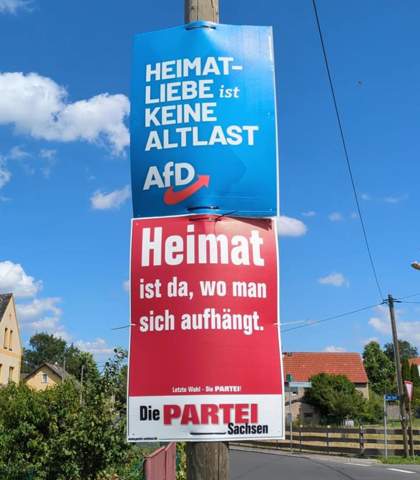 HEIMAT-
LIEBE ist
KEINE
ALTLAST
AfD
Heimat
ist da, wo man
sich aufhängt.
Letzte Wahl - Die PARTEI!
Die PARTEI
Sachsen